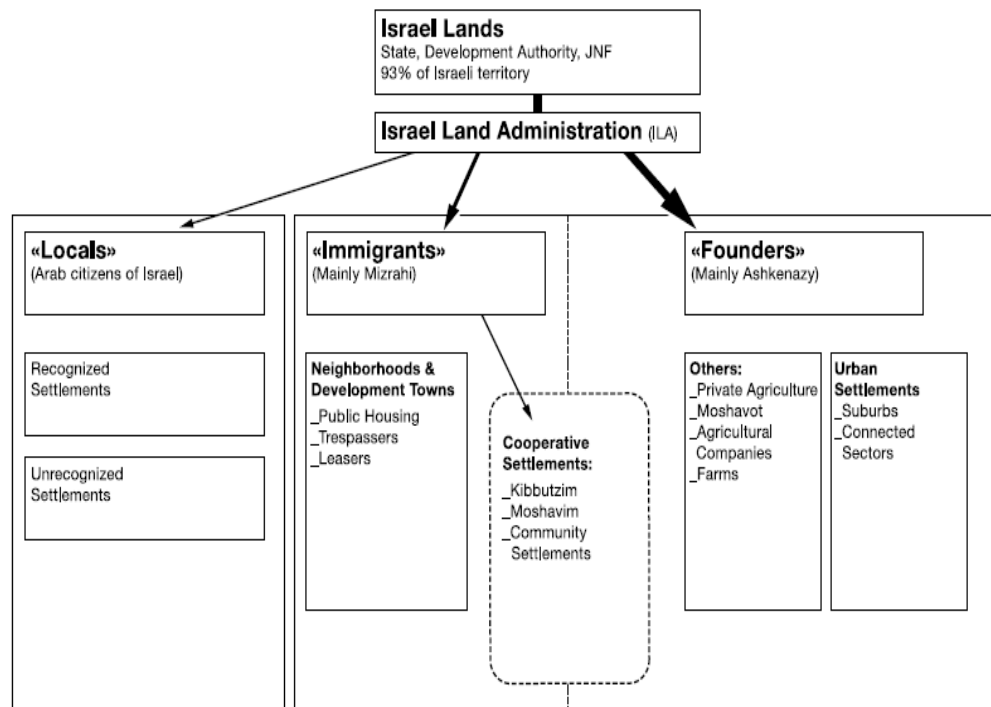 Israel Lands
State, Development Authority, JNF
93% of Israeli territory
Israel Land Administration (ILA)
«Locals»
(Arab citizens of Israel)
Recognized
Settlements
Unrecognized
Settlements
«Immigrants»
(Mainly Mizrahi)
Neighborhoods &
Development Towns
_Public Housing
_Trespassers
_Leasers
Cooperative
Settlements:
_Kibbutzim
_Moshavim
_Community
Settlements
«Founders»
(Mainly Ashkenazy)
Others:
_Private Agriculture
_Moshavot
_Agricultural
Companies
_Farms
Urban
Settlements
_Suburbs
_Connected
Sectors